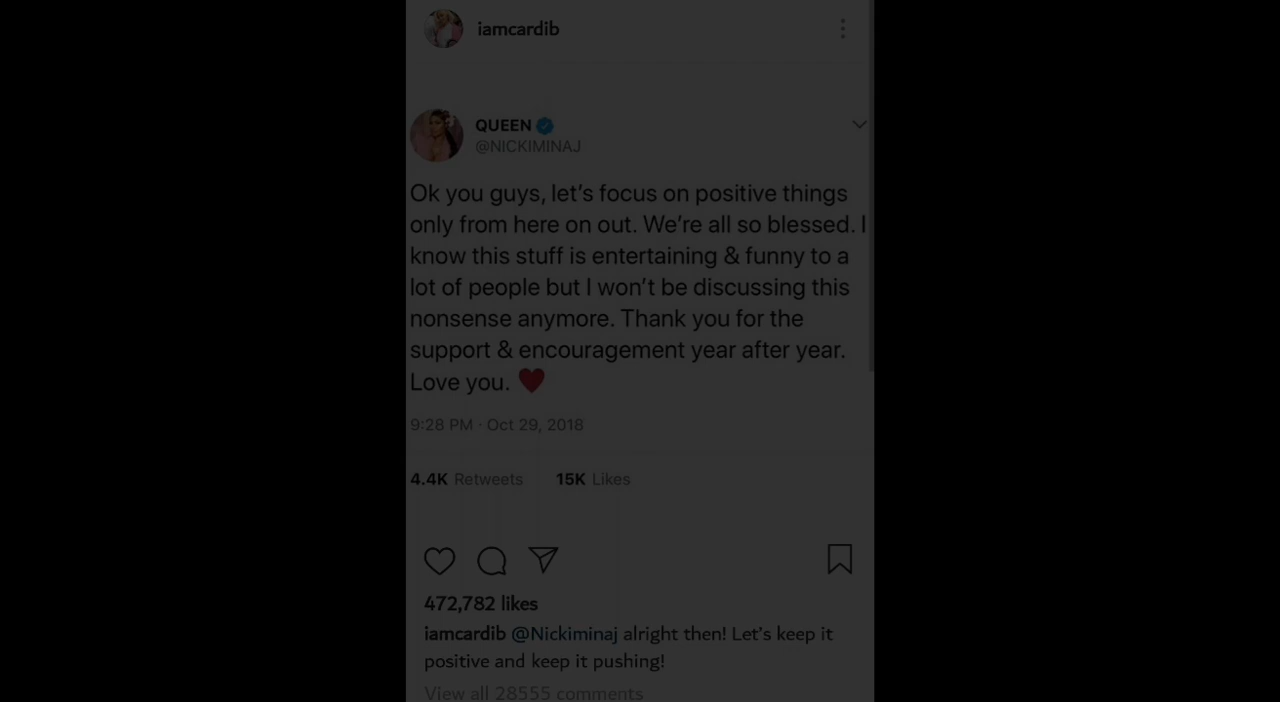 iamcardib
QUEEN
@NICKIMINAJ
Ok you guys, let's focus on positive things
only from here on out. We're all so blessed. I
know this stuff is entertaining & funny to a
lot of people but I won't be discussing this
nonsense anymore. Thank you for the
support & encouragement year after year.
Love you. ❤️
9:28 PM · Oct 29, 2018
4.4K Retweets 15K Likes
472,782 likes
iamcardib @Nickiminaj alright then! Let's keep it
positive and keep it pushing!
View all 28555 comments